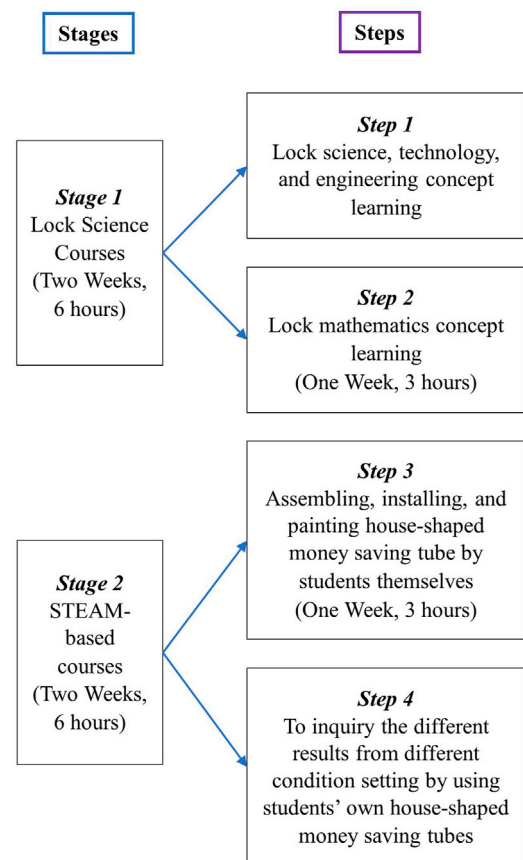 Stages
Steps
Stage 1
Lock Science
Courses
(Two Weeks,
6 hours)
Step 1
Lock science, technology,
and engineering concept
learning
Step 2
Lock mathematics concept
learning
(One Week, 3 hours)
Stage 2
STEAM-
based
courses
(Two Weeks,
6 hours)
Step 3
Assembling, installing, and
painting house-shaped
money saving tube by
students themselves
(One Week, 3 hours)
Step 4
To inquiry the different
results from different
condition setting by using
students’ own house-shaped
money saving tubes